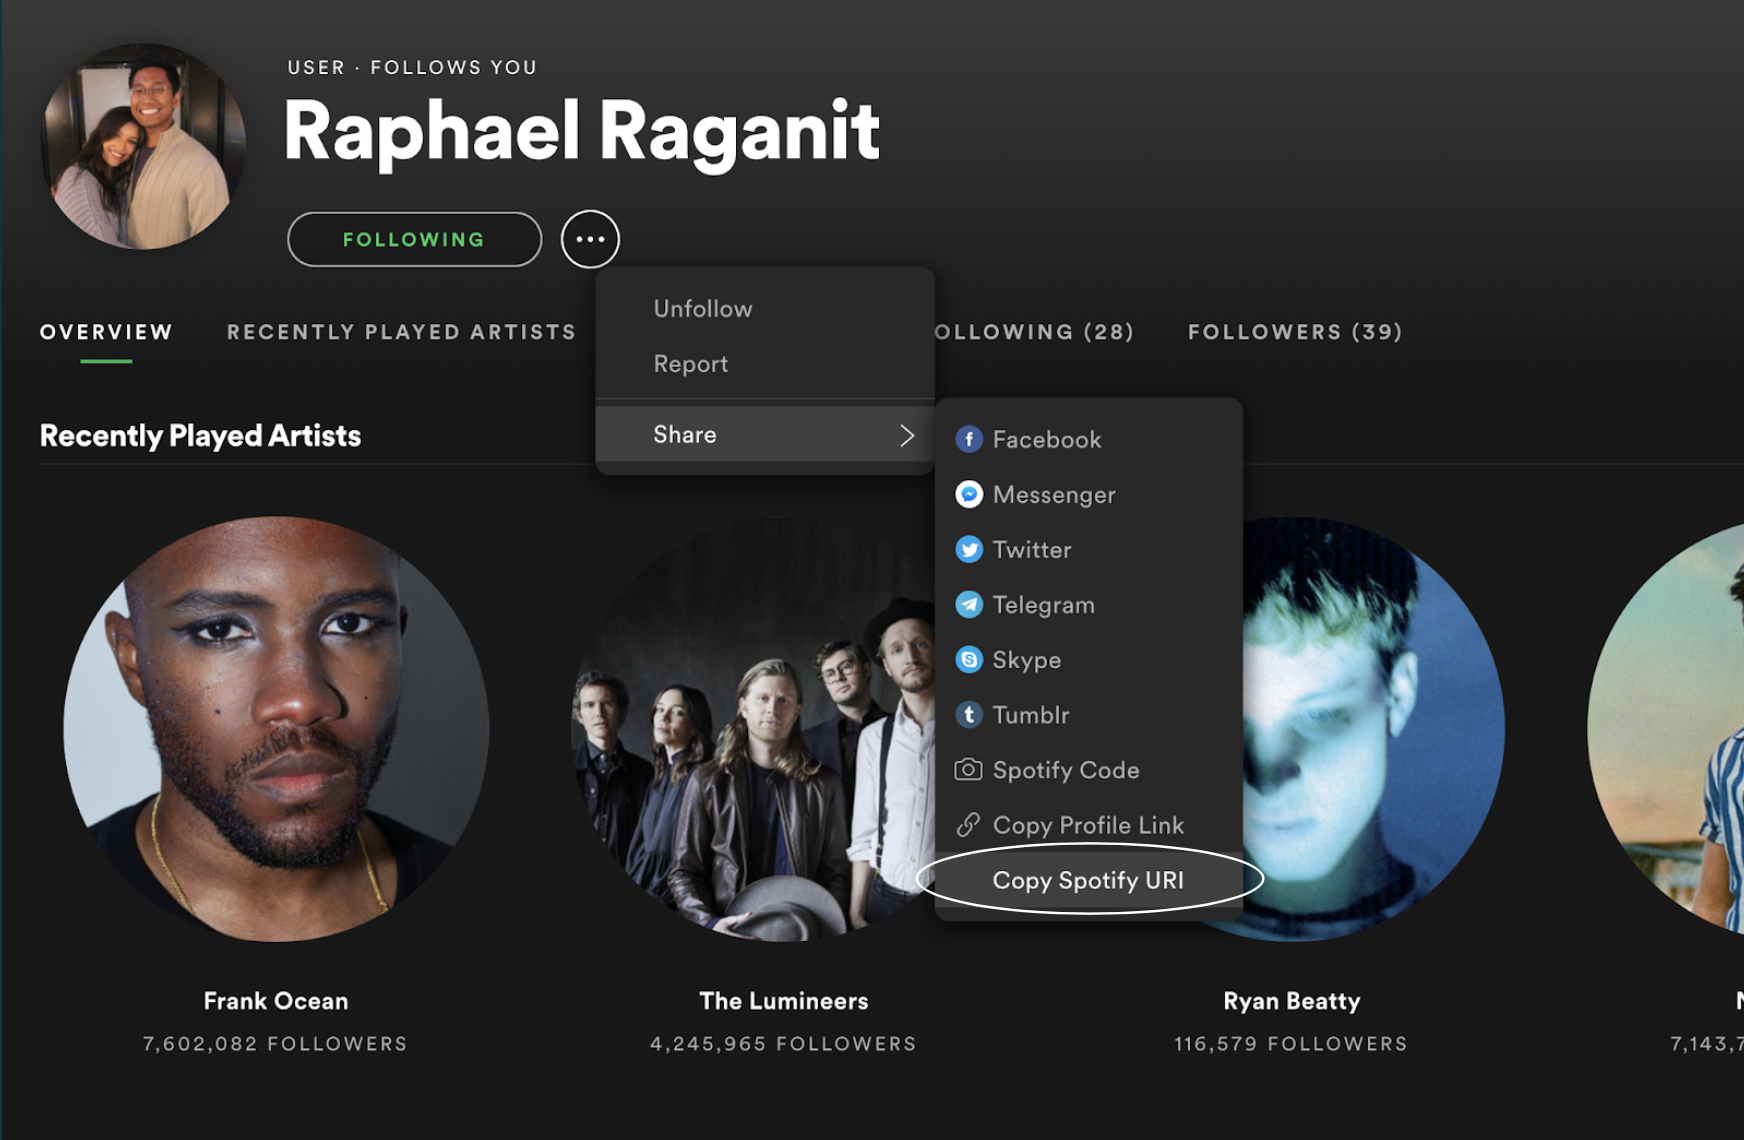 USER · FOLLOWS YOU
Raphael Raganit
FOLLOWING
Unfollow
Report
Share
OVERVIEW
RECENTLY PLAYED ARTISTS
OLLOWING (28)
FOLLOWERS (39)
Recently Played Artists
Facebook
Messenger
Twitter
Telegram
Skype
Tumblr
Spotify Code
Copy Profile Link
Copy Spotify URI
Frank Ocean
7,602,082 FOLLOWERS
The Lumineers
4,245,965 FOLLOWERS
Ryan Beatty
116,579 FOLLOWERS
7,143,7